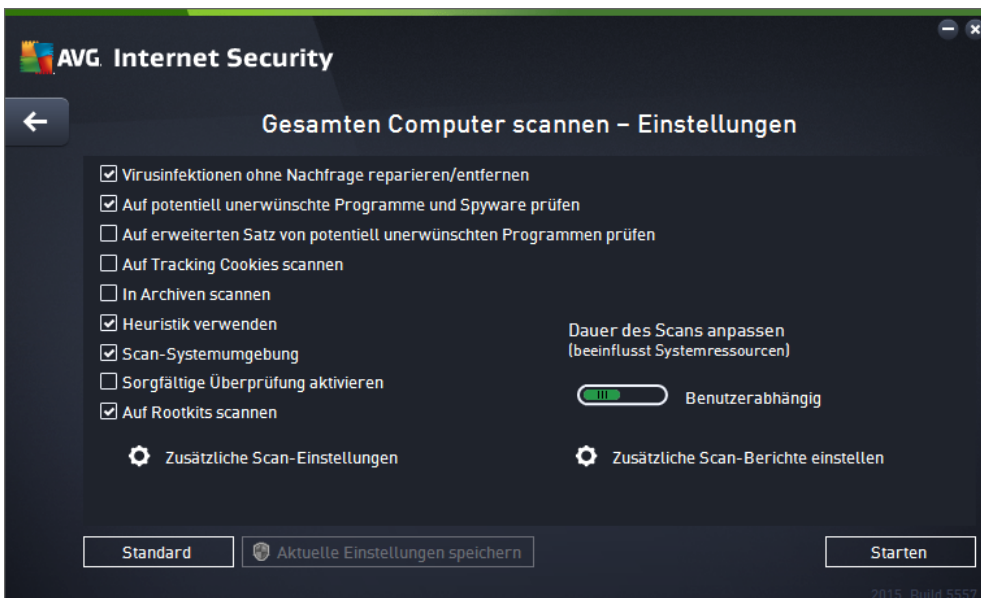 AVG. Internet Security
Gesamten Computer scannen – Einstellungen
Virusinfektionen ohne Nachfrage reparieren/entfernen
Auf potentiell unerwünschte Programme und Spyware prüfen
Auf erweiterten Satz von potentiell unerwünschten Programmen prüfen
Auf Tracking Cookies scannen
In Archiven scannen
Heuristik verwenden
Scan-Systemumgebung
Sorgfältige Überprüfung aktivieren
Auf Rootkits scannen
Dauer des Scans anpassen
(beeinflusst Systemressourcen)
Benutzerabhängig
Zusätzliche Scan-Einstellungen
Zusätzliche Scan-Berichte einstellen
Standard
Aktuelle Einstellungen speichern
Starten
2015. Build 5557